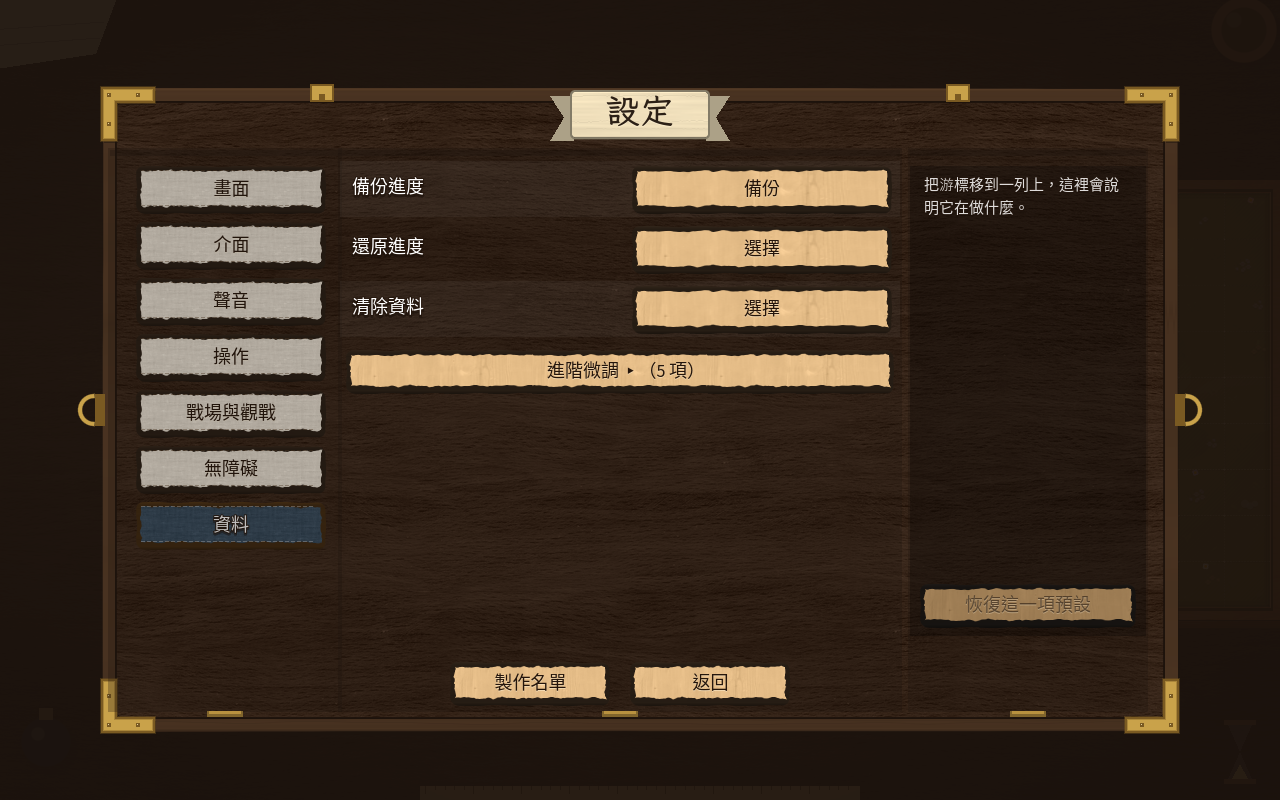 設定
畫面
介面
聲音
操作
戰場與觀戰
無障礙
資料
備份進度
備份
還原進度
選擇
清除資料
選擇
進階微調 ▸ （5 項）
把游標移到一列上，這裡會說
明它在做什麼。
恢復這一項預設
製作名單
返回